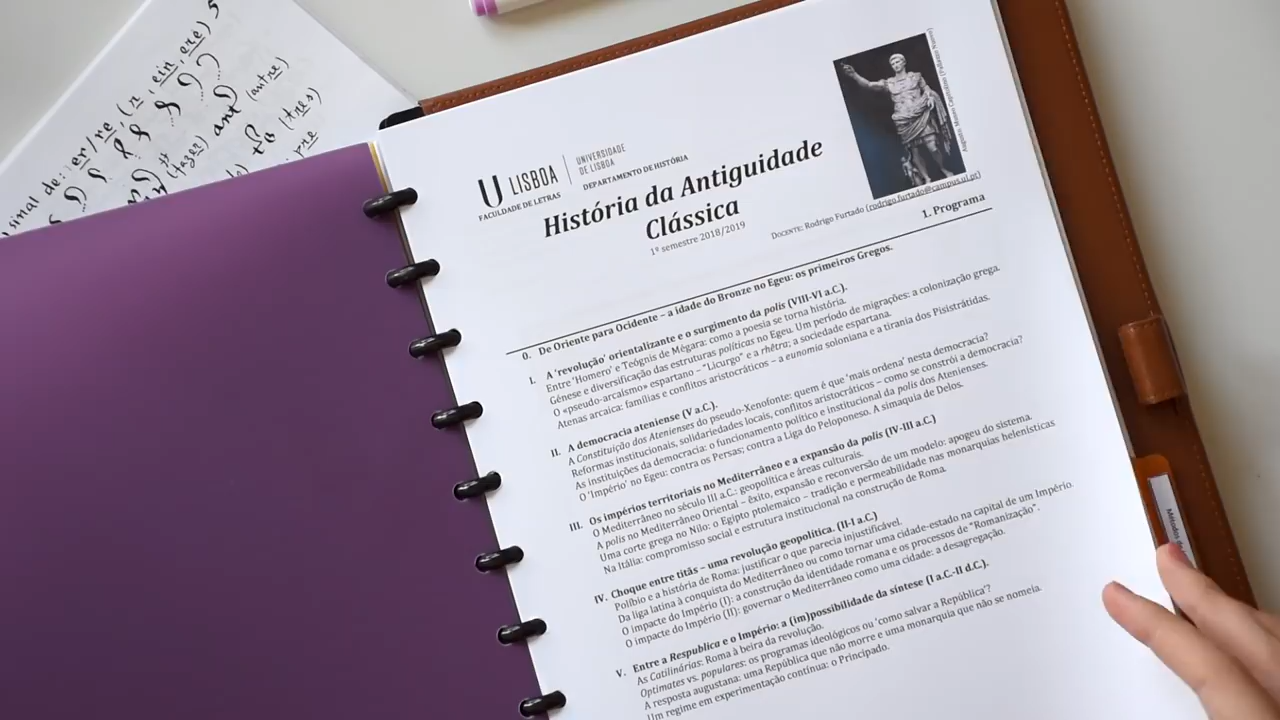 sinal de: er/re (r, ein, ere) s
(fazer) ant (antre)
(três)
pre
U LISBOA | UNIVERSIDADE
DE LISBOA
FACULDADE DE LETRAS
DEPARTAMENTO DE HISTÓRIA
História da Antiguidade
Clássica
1º semestre 2018/2019
DOCENTE: Rodrigo Furtado (rodrigo.furtado@campus.ul.pt)
1. Programa
0. De Oriente para Ocidente – a idade do Bronze no Egeu: os primeiros Gregos.
I. A 'revolução' orientalizante e o surgimento da polis (VIII-VI a.C.).
Entre 'Homero' e Teógnis de Mégara: como a poesia se torna história.
Génese e diversificação das estruturas políticas no Egeu. Um período de migrações: a colonização grega.
O «pseudo-arcaísmo» espartano – "Licurgo" e a rhêtra; a sociedade espartana.
Atenas arcaica: famílias e conflitos aristocráticos – a eunomia soloniana e a tirania dos Pisistrátidas.
II. A democracia ateniense (V a.C.).
A Constituição dos Atenienses do pseudo-Xenofonte: quem é que 'mais ordena' nesta democracia?
Reformas institucionais, solidariedades locais, conflitos aristocráticos – como se constrói a democracia?
As instituições da democracia: o funcionamento político e institucional da polis dos Atenienses.
O 'Império' no Egeu: contra os Persas; contra a Liga do Peloponeso. A simaquia de Delos.
III. Os impérios territoriais no Mediterrâneo e a expansão da polis (IV-III a.C.)
O Mediterrâneo no século III a.C.: geopolítica e áreas culturais.
A polis no Mediterrâneo Oriental – êxito, expansão e reconversão de um modelo: apogeu do sistema.
Uma corte grega no Nilo: o Egipto ptolemaico – tradição e permeabilidade nas monarquias helenísticas
Na Itália: compromisso social e estrutura institucional na construção de Roma.
IV. Choque entre titãs – uma revolução geopolítica. (II-I a.C.)
Políbio e a história de Roma: justificar o que parecia injustificável.
Da liga latina à conquista do Mediterrâneo ou como tornar uma cidade-estado na capital de um Império.
O impacto do Império (I): a construção da identidade romana e os processos de "Romanização".
O impacto do Império (II): governar o Mediterrâneo como uma cidade: a desagregação.
V. Entre a Respublica e o Império: a (im)possibilidade da síntese (I a.C.-II d.C.).
As Catilinárias: Roma à beira da revolução.
Optimates vs. populares: os programas ideológicos ou 'como salvar a República'?
A resposta augustana: uma República que não morre e uma monarquia que não se nomeia.
Um regime em experimentação contínua: o Principado.